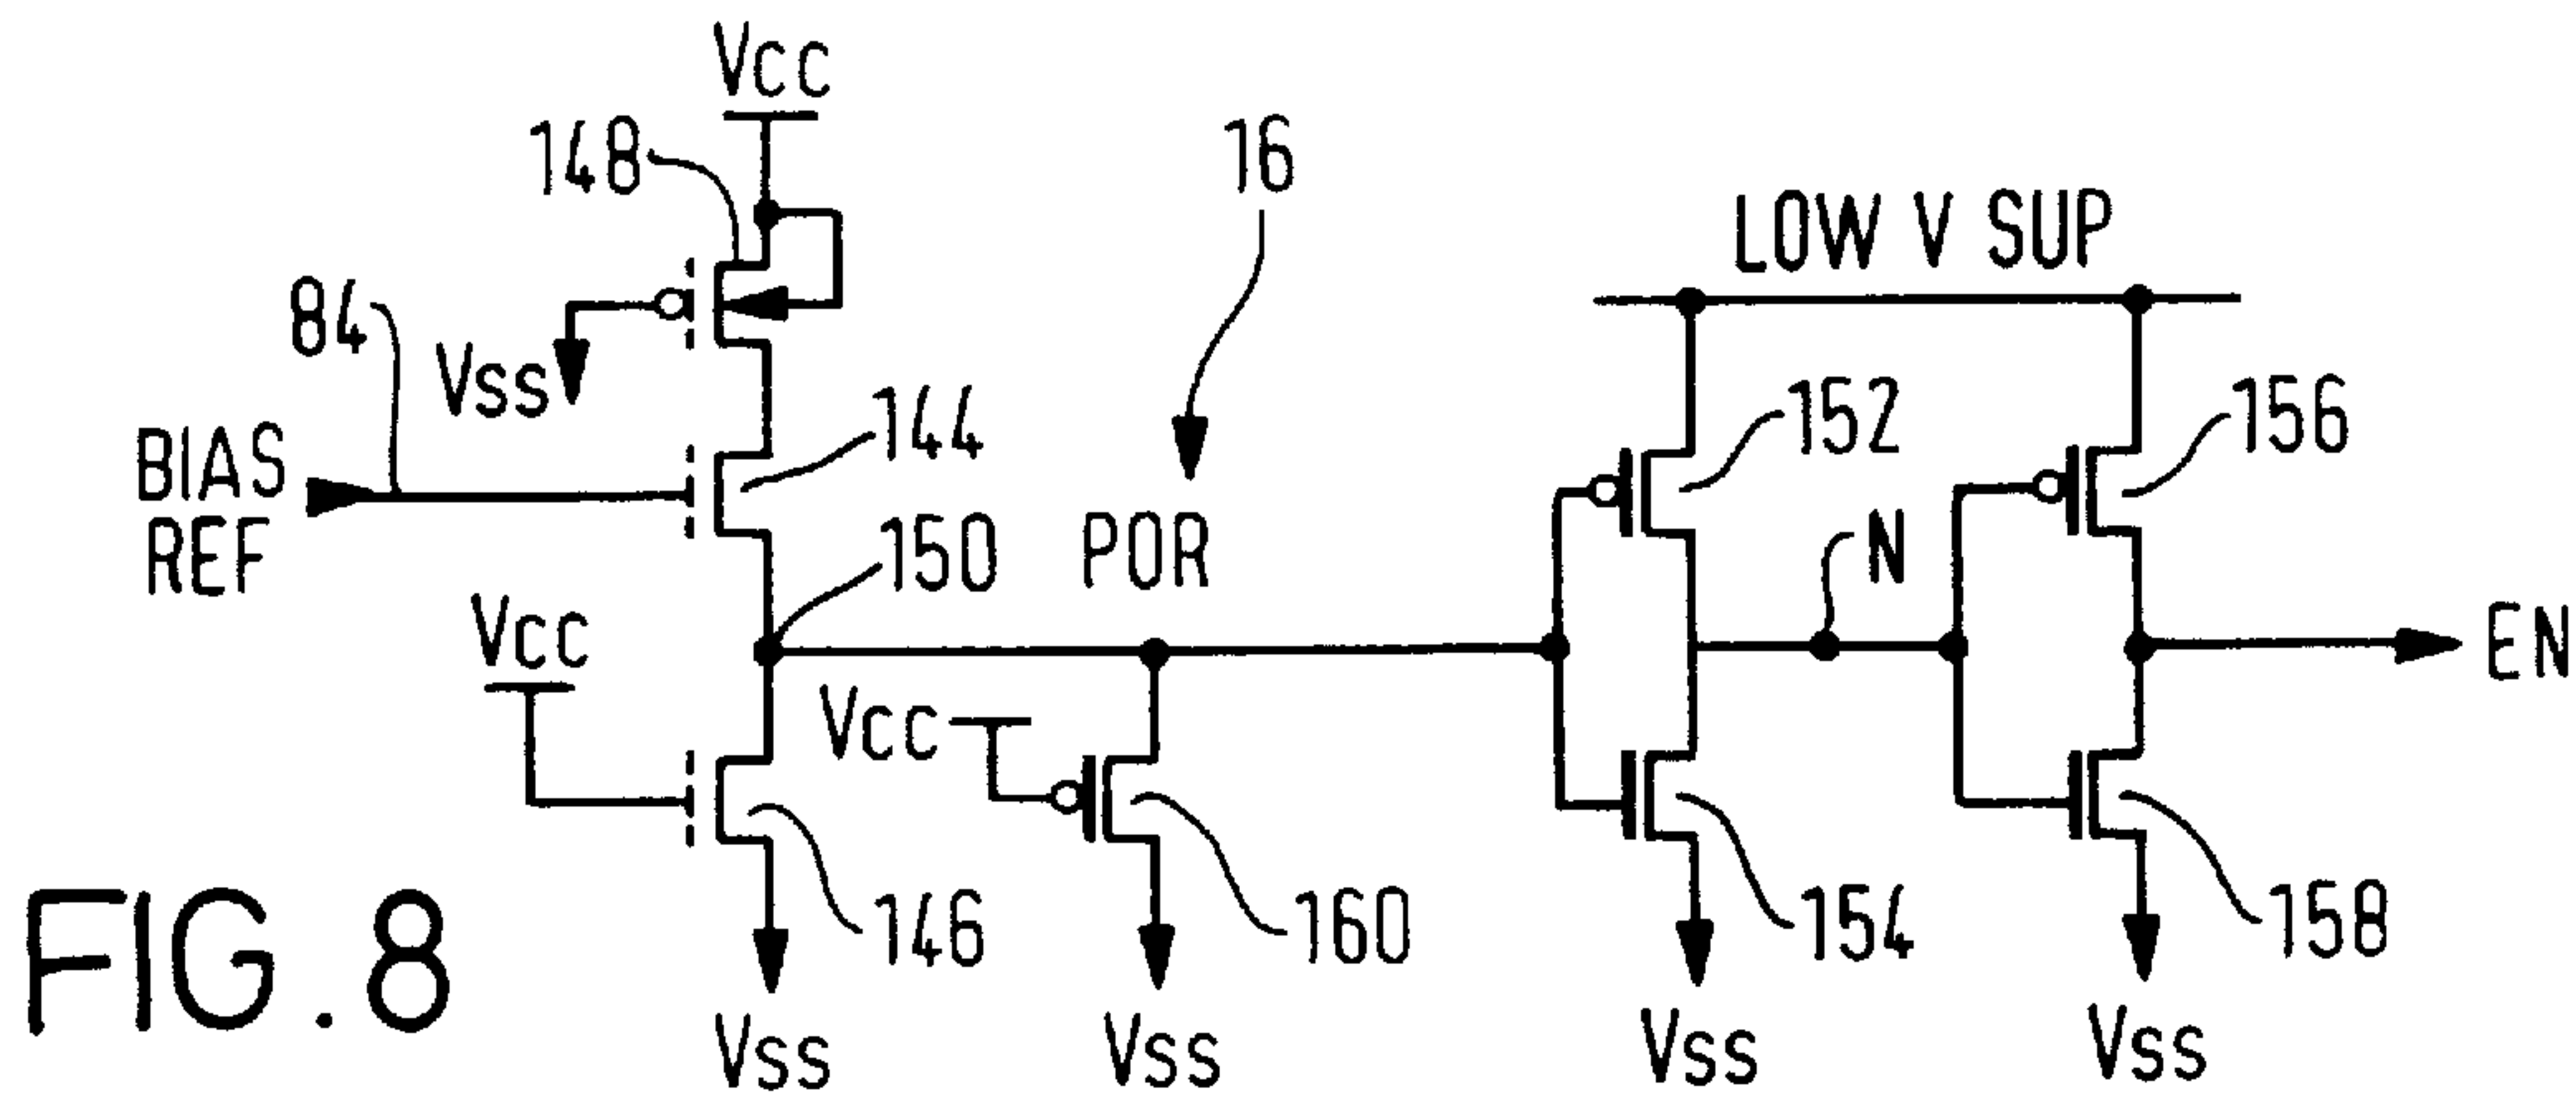 Vcc
148
16
LOW V SUP
84
Vss
144
152
156
BIAS
REF
150
POR
N
Vcc
EN
Vcc
146
160
154
158
FIG. 8
Vss
Vss
Vss
Vss